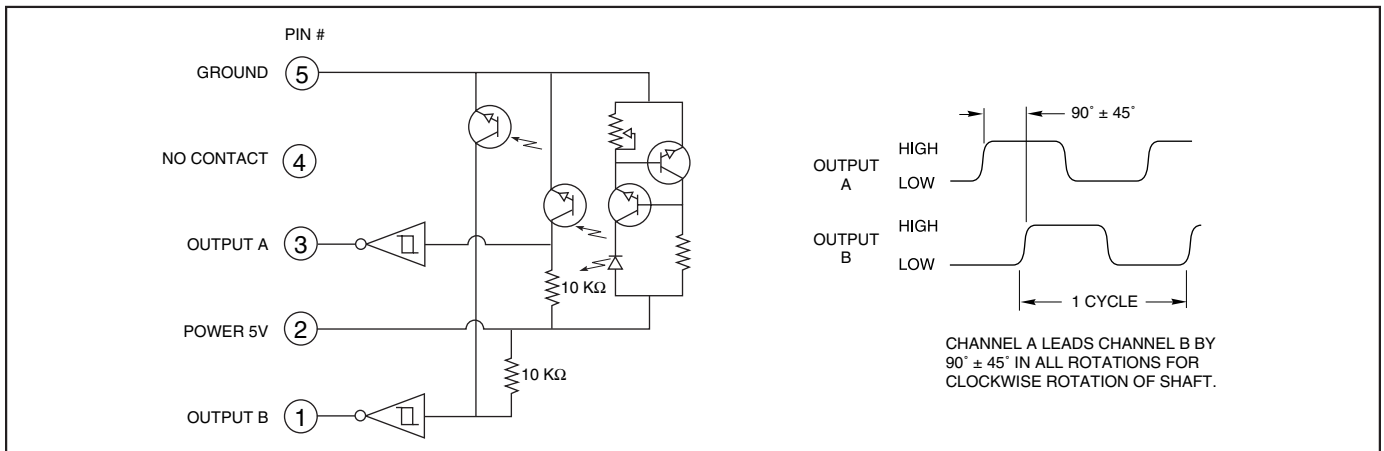 PIN #
GROUND 5
NO CONTACT 4
OUTPUT A 3
10 KΩ
POWER 5V 2
10 KΩ
OUTPUT B 1
90˚ ± 45˚
OUTPUT
A
HIGH
LOW
OUTPUT
B
HIGH
LOW
1 CYCLE
CHANNEL A LEADS CHANNEL B BY
90˚ ± 45˚ IN ALL ROTATIONS FOR
CLOCKWISE ROTATION OF SHAFT.